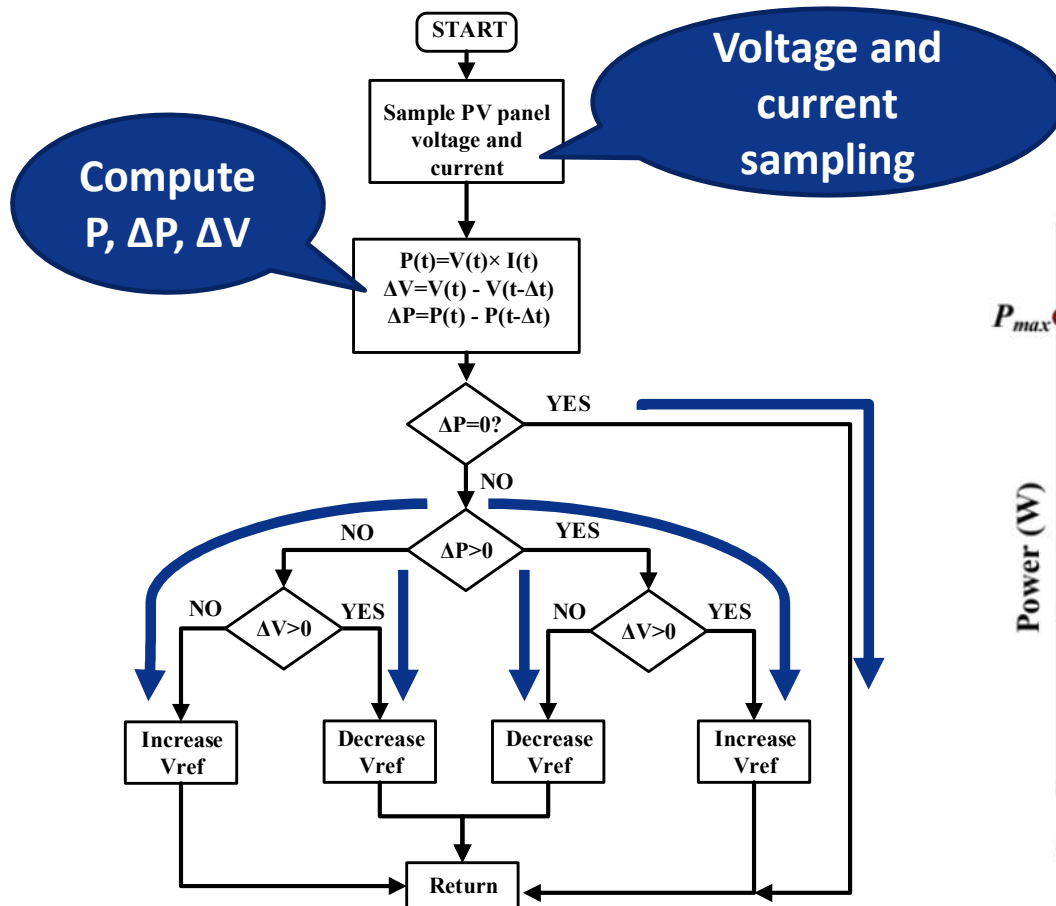 START
Voltage and
current
sampling
Sample PV panel
voltage and
current
Compute
P, ΔP, ΔV
P(t)=V(t)× I(t)
ΔV=V(t) - V(t-Δt)
ΔP=P(t) - P(t-Δt)
Pmax
ΔP=0?
YES
NO
Power (W)
ΔP>0
NO
YES
ΔV>0
NO
YES
ΔV>0
NO
YES
Increase
Vref
Decrease
Vref
Decrease
Vref
Increase
Vref
Return